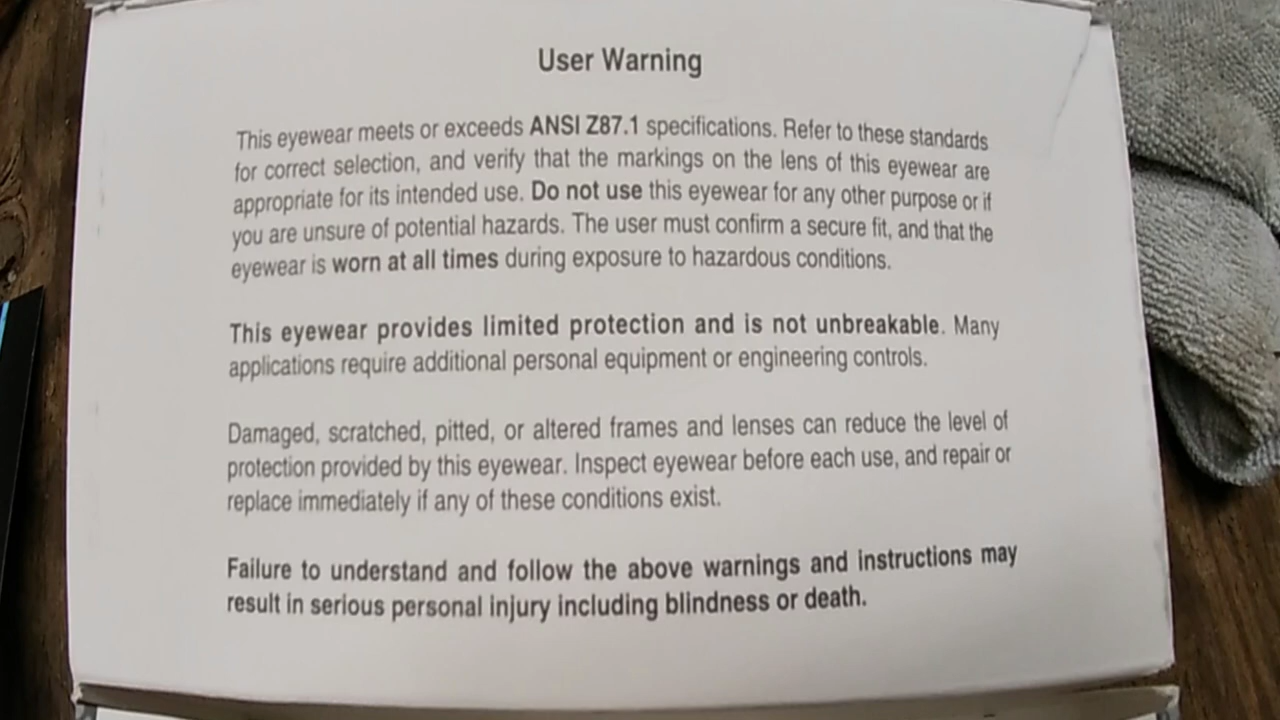 User Warning
This eyewear meets or exceeds ANSI Z87.1 specifications. Refer to these standards
for correct selection, and verify that the markings on the lens of this eyewear are
appropriate for its intended use. Do not use this eyewear for any other purpose or if
you are unsure of potential hazards. The user must confirm a secure fit, and that the
eyewear is worn at all times during exposure to hazardous conditions.
This eyewear provides limited protection and is not unbreakable. Many
applications require additional personal equipment or engineering controls.
Damaged, scratched, pitted, or altered frames and lenses can reduce the level of
protection provided by this eyewear. Inspect eyewear before each use, and repair or
replace immediately if any of these conditions exist.
Failure to understand and follow the above warnings and instructions may
result in serious personal injury including blindness or death.